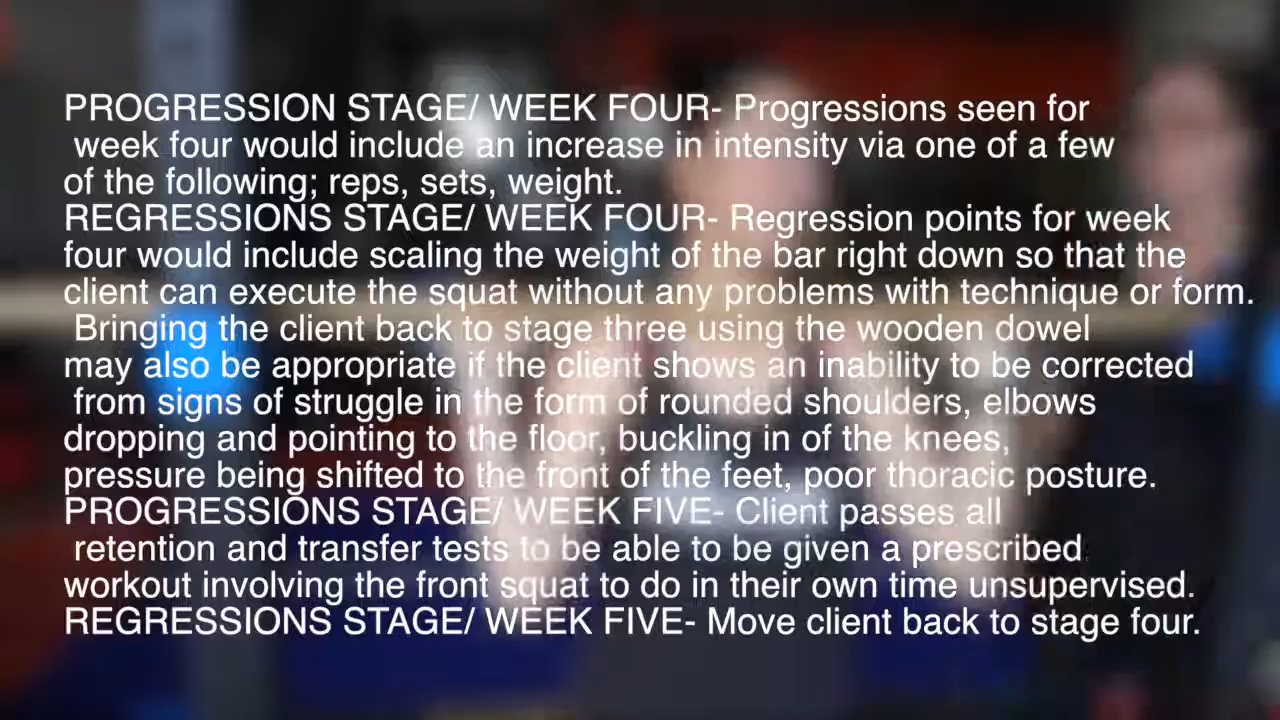 PROGRESSION STAGE/ WEEK FOUR- Progressions seen for
week four would include an increase in intensity via one of a few
of the following; reps, sets, weight.
REGRESSIONS STAGE/ WEEK FOUR- Regression points for week
four would include scaling the weight of the bar right down so that the
client can execute the squat without any problems with technique or form.
Bringing the client back to stage three using the wooden dowel
may also be appropriate if the client shows an inability to be corrected
from signs of struggle in the form of rounded shoulders, elbows
dropping and pointing to the floor, buckling in of the knees,
pressure being shifted to the front of the feet, poor thoracic posture.
PROGRESSIONS STAGE/ WEEK FIVE- Client passes all
retention and transfer tests to be able to be given a prescribed
workout involving the front squat to do in their own time unsupervised.
REGRESSIONS STAGE/ WEEK FIVE- Move client back to stage four.